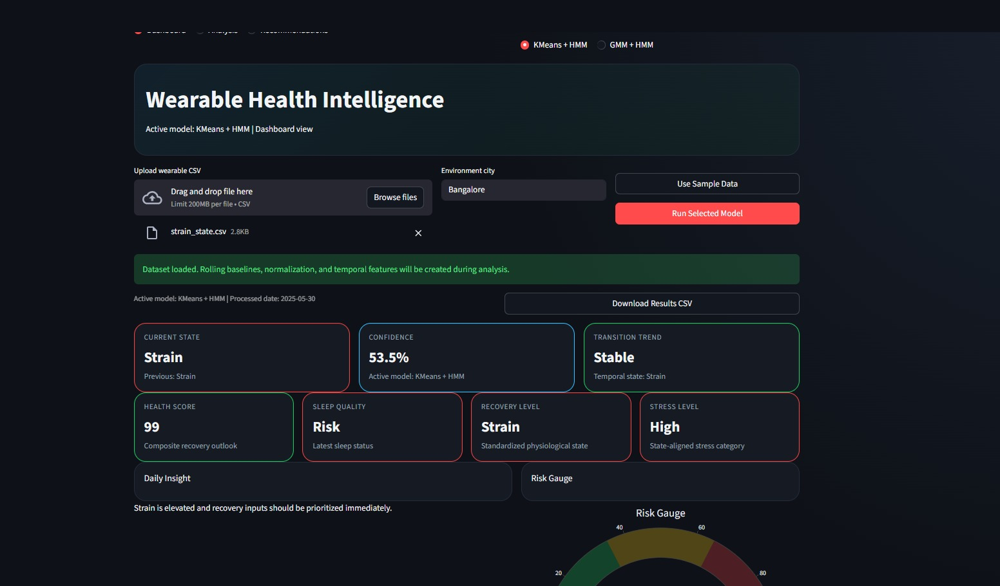 Dashboard Analysis Recommendations
KMeans + HMM GMM + HMM
Wearable Health Intelligence
Active model: KMeans + HMM | Dashboard view
Upload wearable CSV
Drag and drop file here
Limit 200MB per file • CSV
Browse files
strain_state.csv 2.8KB
Environment city
Bangalore
Use Sample Data
Run Selected Model
Dataset loaded. Rolling baselines, normalization, and temporal features will be created during analysis.
Active model: KMeans + HMM | Processed date: 2025-05-30
Download Results CSV
CURRENT STATE
Strain
Previous: Strain
CONFIDENCE
53.5%
Active model: KMeans + HMM
TRANSITION TREND
Stable
Temporal state: Strain
HEALTH SCORE
99
Composite recovery outlook
SLEEP QUALITY
Risk
Latest sleep status
RECOVERY LEVEL
Strain
Standardized physiological state
STRESS LEVEL
High
State-aligned stress category
Daily Insight
Strain is elevated and recovery inputs should be prioritized immediately.
Risk Gauge
Risk Gauge
40
60
20
80